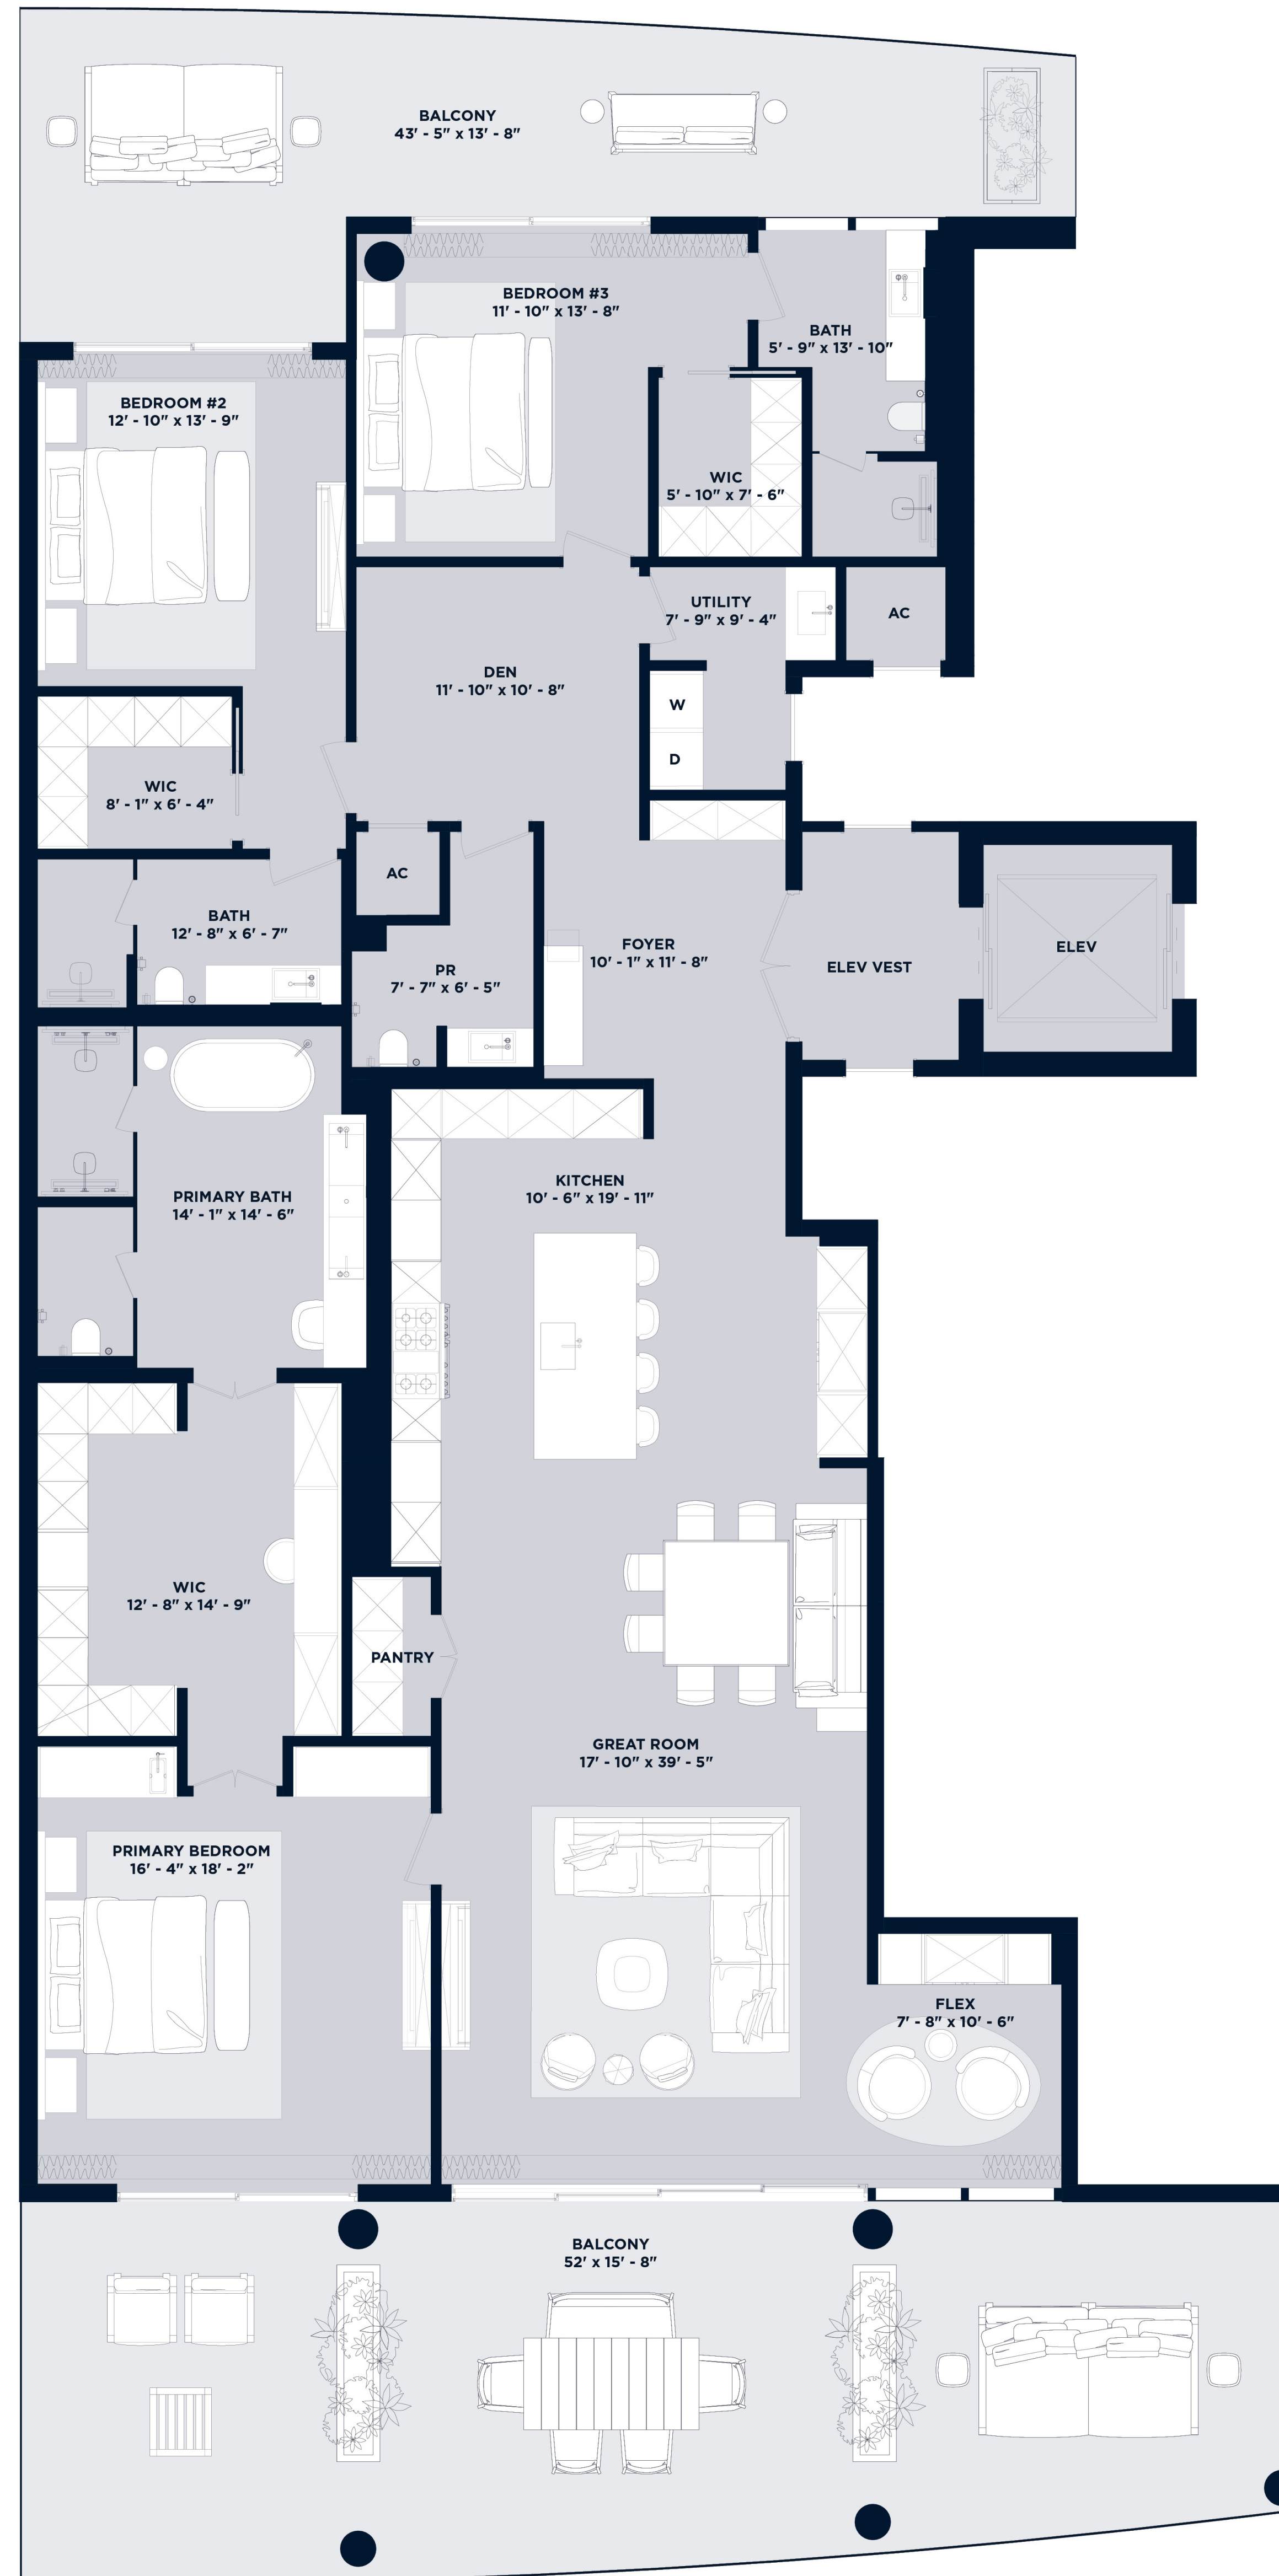 BALCONY
43' - 5" x 13' - 8"
BEDROOM #3
11' - 10" x 13' - 8"
BATH
5' - 9" x 13' - 10"
BEDROOM #2
12' - 10" x 13' - 9"
WIC
5' - 10" x 7' - 6"
UTILITY
7' - 9" x 9' - 4"
AC
DEN
11' - 10" x 10' - 8"
W
D
WIC
8' - 1" x 6' - 4"
AC
BATH
12' - 8" x 6' - 7"
FOYER
10' - 1" x 11' - 8"
ELEV VEST
ELEV
PR
7' - 7" x 6' - 5"
KITCHEN
10' - 6" x 19' - 11"
PRIMARY BATH
14' - 1" x 14' - 6"
WIC
12' - 8" x 14' - 9"
PANTRY
GREAT ROOM
17' - 10" x 39' - 5"
PRIMARY BEDROOM
16' - 4" x 18' - 2"
FLEX
7' - 8" x 10' - 6"
BALCONY
52' x 15' - 8"